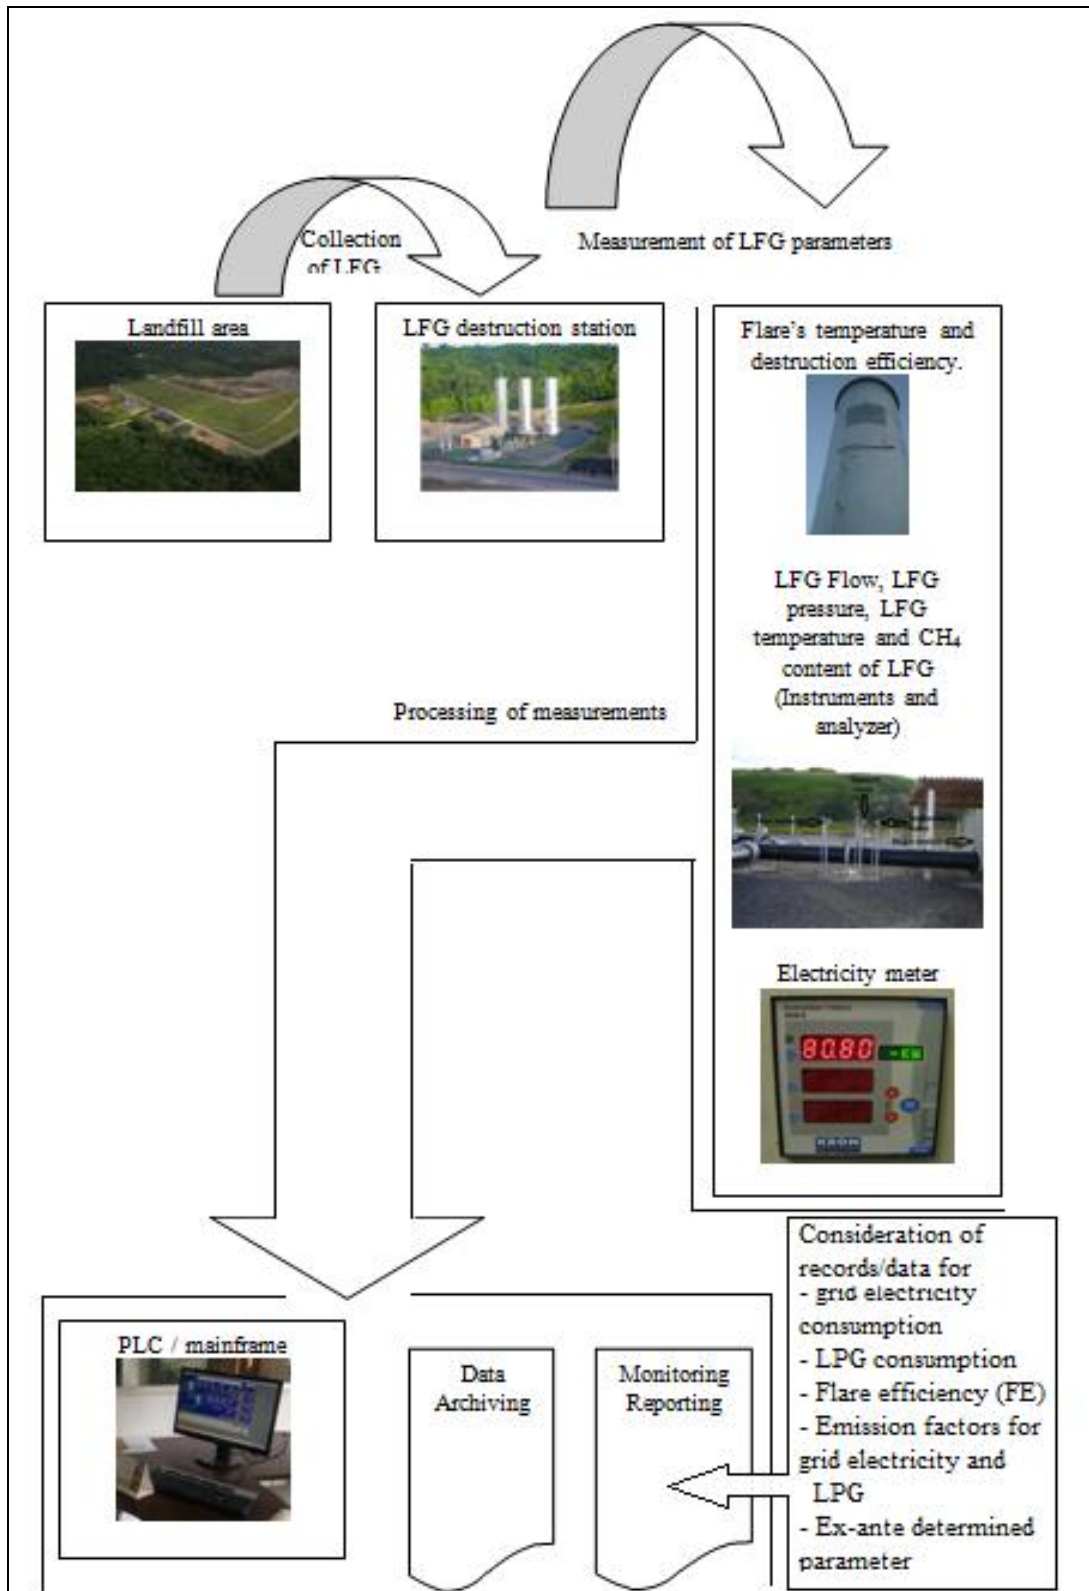 Collection
of LFG
Measurement of LFG parameters
Landfill area
LFG destruction station
Flare's temperature and
destruction efficiency.
LFG Flow, LFG
pressure, LFG
temperature and CH₄
content of LFG
(Instruments and
analyzer)
Processing of measurements
Electricity meter
80.80
KRON
Consideration of
records/data for
- grid electricity
consumption
- LPG consumption
- Flare efficiency (FE)
- Emission factors for
grid electricity and
LPG
- Ex-ante determined
parameter
PLC / mainframe
Data
Archiving
Monitoring
Reporting